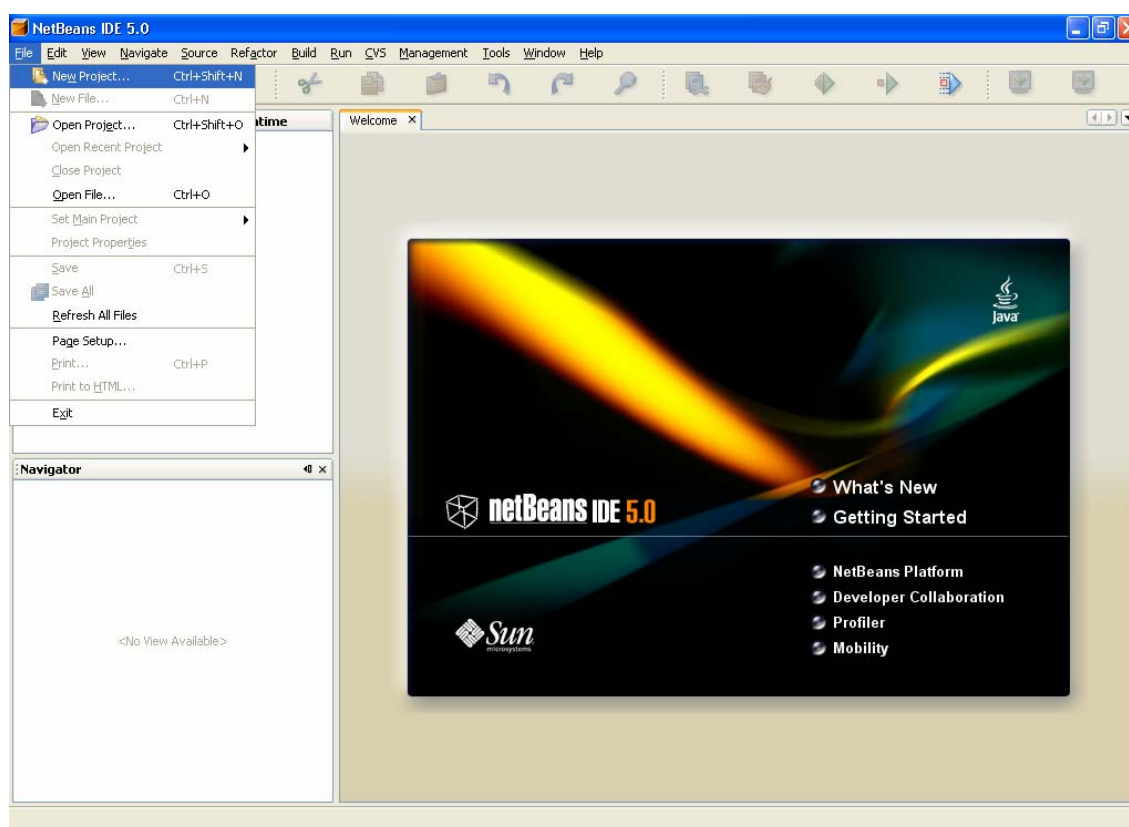 NetBeans IDE 5.0
File Edit View Navigate Source Refactor Build Run CVS Management Tools Window Help
New Project... Ctrl+Shift+N
New File... Ctrl+N
Open Project... Ctrl+Shift+O
Open Recent Project
Close Project
Open File... Ctrl+O
Set Main Project
Project Properties
Save Ctrl+S
Save All
Refresh All Files
Page Setup...
Print... Ctrl+P
Print to HTML...
Exit
Welcome
Java
What's New
Getting Started
netBeans IDE 5.0
NetBeans Platform
Developer Collaboration
Profiler
Mobility
Sun
microsystems
Navigator
<No View Available>